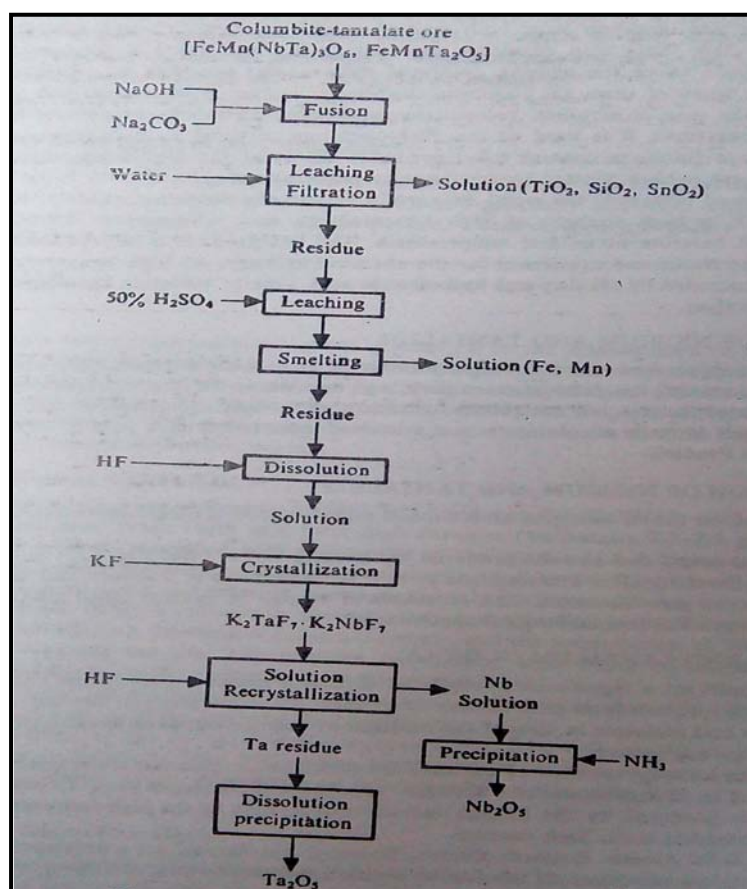 Columbite-tantalate ore
[FeMn(NbTa)₃O₆, FeMnTa₂O₅]
NaOH
Na₂CO₃
Fusion
Water
Leaching
Filtration
Solution (TiO₂, SiO₂, SnO₂)
Residue
50% H₂SO₄
Leaching
Smelting
Solution (Fe, Mn)
Residue
HF
Dissolution
Solution
KF
Crystallization
K₂TaF₇·K₂NbF₇
HF
Solution
Recrystallization
Nb
Solution
Ta residue
Precipitation
NH₃
Dissolution
precipitation
Nb₂O₅
Ta₂O₅